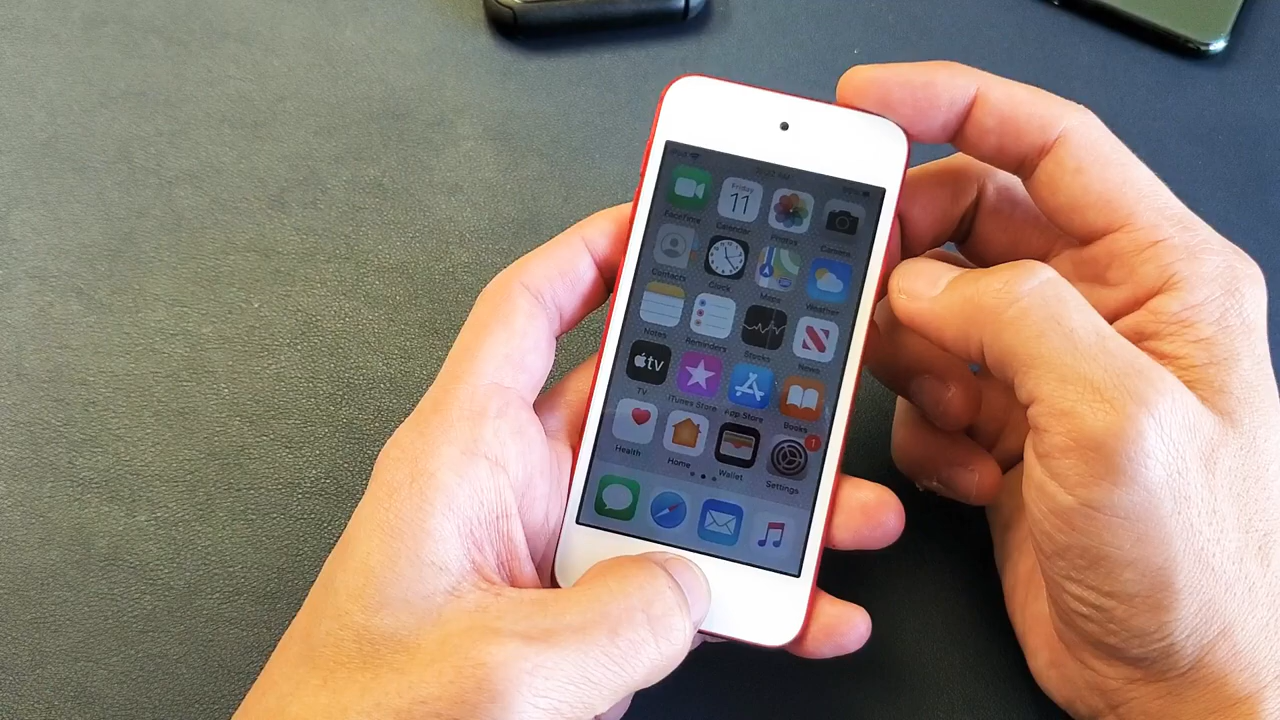 FaceTime
Friday
11
Calendar
Photos
Camera
Contacts
Clock
Maps
Weather
Notes
Reminders
Stocks
News
tv
TV
iTunes Store
App Store
Books
1
Health
Home
Wallet
Settings